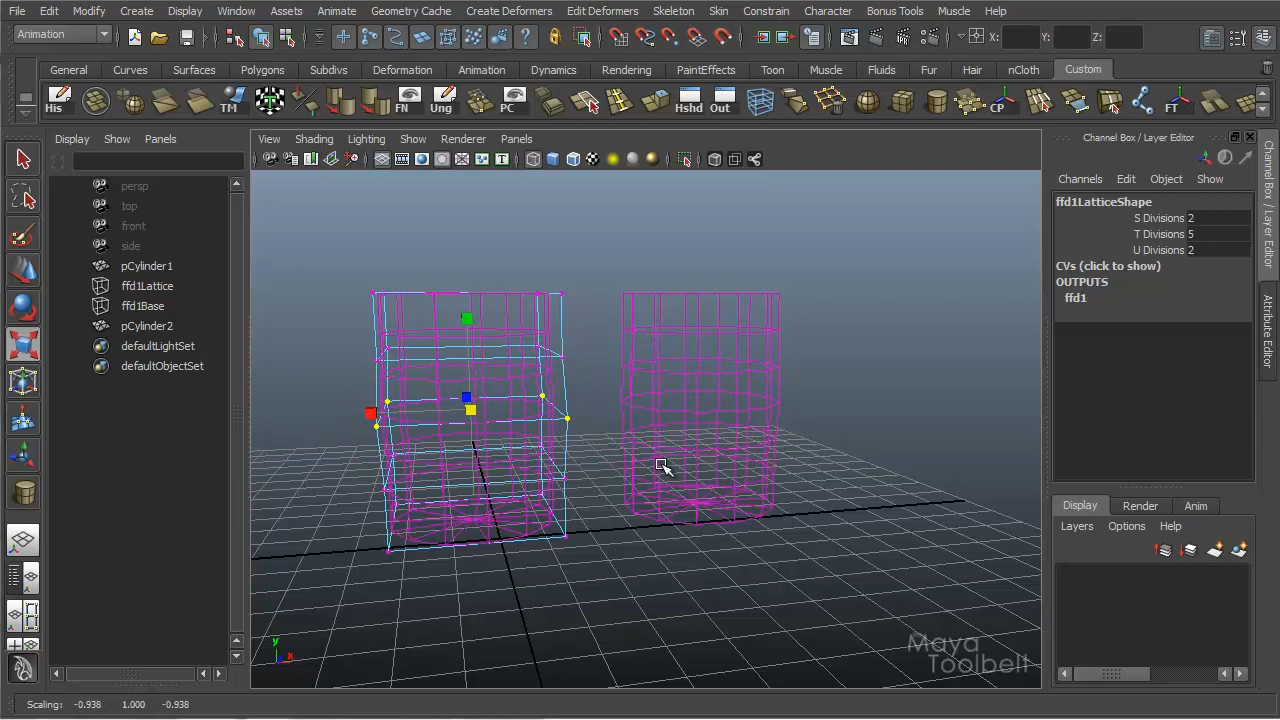 File Edit Modify Create Display Window Assets Animate Geometry Cache Create Deformers Edit Deformers Skeleton Skin Constrain Character Bonus Tools Muscle Help
Animation X: Y: Z:
General Curves Surfaces Polygons Subdivs Deformation Animation Dynamics Rendering PaintEffects Toon Muscle Fluids Fur Hair nCloth Custom
His TM FN Ung PC Hshd Out CP FT
Display Show Panels
View Shading Lighting Show Renderer Panels
Channel Box / Layer Editor
persp
top
front
side
pCylinder1
ffd1Lattice
ffd1Base
pCylinder2
defaultLightSet
defaultObjectSet
y
x
Maya
Toolbelt
Channels Edit Object Show
ffd1LatticeShape
S Divisions 2
T Divisions 5
U Divisions 2
CVs (click to show)
OUTPUTS
ffd1
Display Render Anim
Layers Options Help
Channel Box / Layer Editor
Attribute Editor
Scaling: -0.938 1.000 -0.938